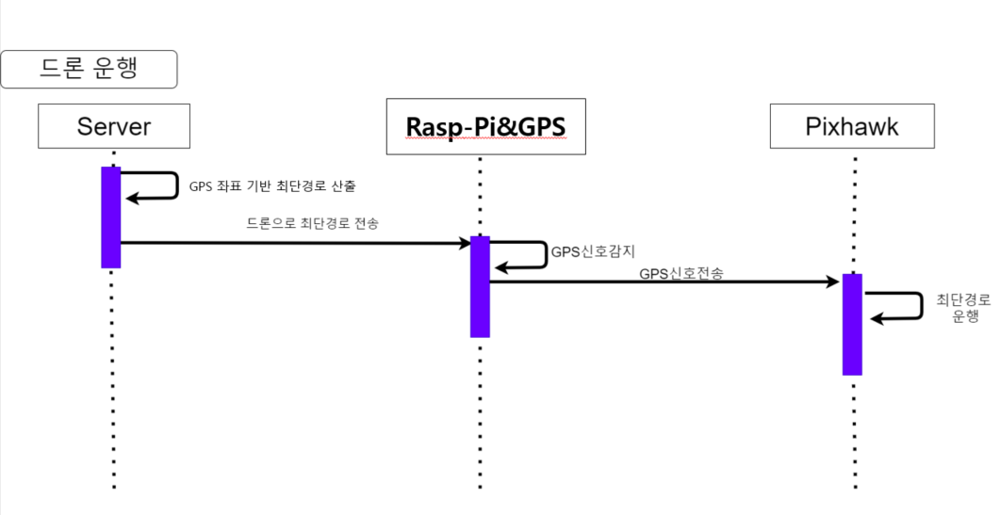 드론 운행
Server
Rasp-Pi&GPS
Pixhawk
GPS 좌표 기반 최단경로 산출
드론으로 최단경로 전송
GPS신호감지
GPS신호전송
최단경로
운행